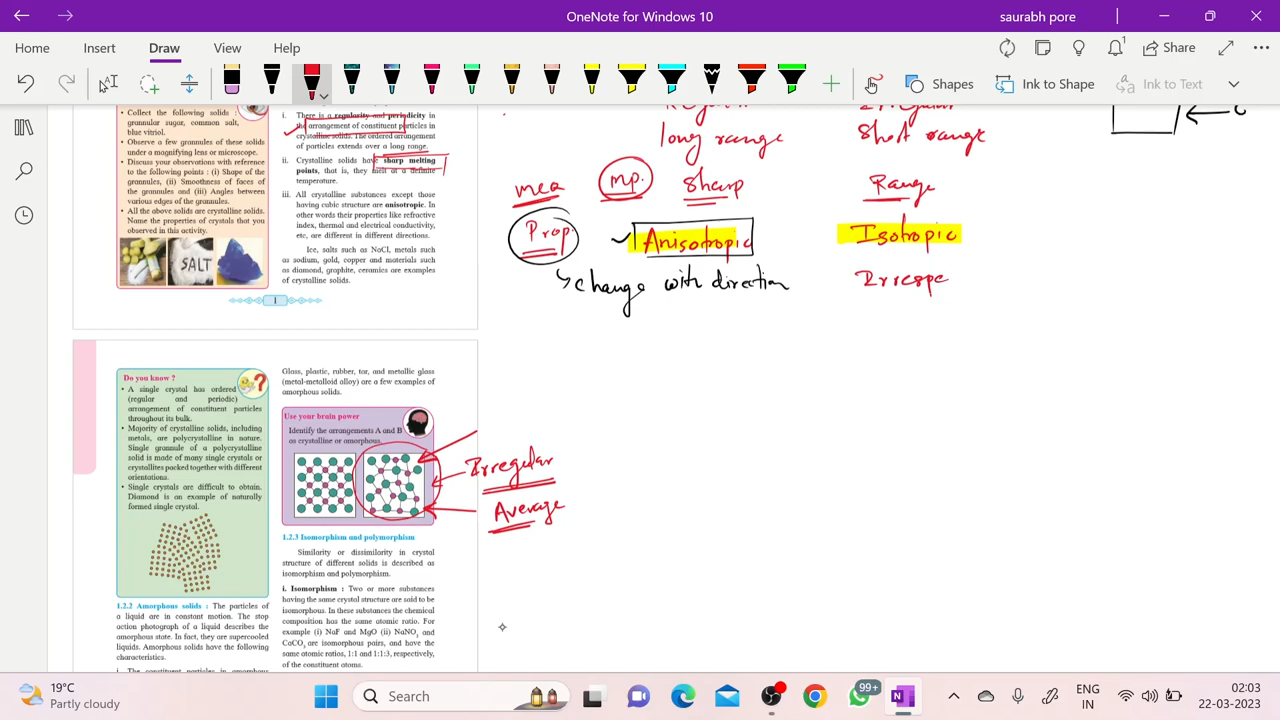 OneNote for Windows 10
saurabh pore
Home
Insert
Draw
View
Help
Share
Shapes
Ink to Shape
Ink to Text
• Collect the following solids :
granular sugar, common salt,
blue vitriol.
• Observe a few granules of these solids
under a magnifying lens or microscope.
• Discuss your observations with reference
to the following points : (i) Shape of the
granules, (ii) Smoothness of faces of
the granules and (iii) Angles between
various edges of the granules.
• All the above solids are crystalline solids.
Name the properties of crystals that you
observed in this activity.
SALT
i. There is a regularity and periodicity in
the arrangement of constituent particles in
crystalline solids. The ordered arrangement
of particles extends over a long range.
ii. Crystalline solids have sharp melting
points, that is, they melt at a definite
temperature.
iii. All crystalline substances except those
having cubic structure are anisotropic. In
other words their properties like refractive
index, thermal and electrical conductivity,
etc, are different in different directions.
Ice, salts such as NaCl, metals such
as sodium, gold, copper and materials such
as diamond, graphite, ceramics are examples
of crystalline solids.
1
long range
Short range
mea
mp.
Sharp
Range
Prop.
Anisotropic
Isotropic
change with direction
Irrespe
Do you know ?
• A single crystal has ordered
(regular and periodic)
arrangement of constituent particles
throughout its bulk.
• Majority of crystalline solids, including
metals, are polycrystalline in nature.
Single granule of a polycrystalline
solid is made of many single crystals or
crystallites packed together with different
orientations.
• Single crystals are difficult to obtain.
Diamond is an example of naturally
formed single crystal.
1.2.2 Amorphous solids : The particles of
a liquid are in constant motion. The stop
action photograph of a liquid describes the
amorphous state. In fact, they are supercooled
liquids. Amorphous solids have the following
characteristics.
i. The constituent particles in amorphous
Glass, plastic, rubber, tar, and metallic glass
(metal-metalloid alloy) are a few examples of
amorphous solids.
Use your brain power
Identify the arrangements A and B
as crystalline or amorphous.
Irregular
Average
1.2.3 Isomorphism and polymorphism
Similarity or dissimilarity in crystal
structure of different solids is described as
isomorphism and polymorphism.
i. Isomorphism : Two or more substances
having the same crystal structure are said to be
isomorphous. In these substances the chemical
composition has the same atomic ratio. For
example (i) NaF and MgO (ii) NaNO3 and
CaCO3 are isomorphous pairs, and have the
same atomic ratios, 1:1 and 1:1:3, respectively,
of the constituent atoms.
19°C
Partly cloudy
Search
99+
ENG
IN
02:03
22-03-2023